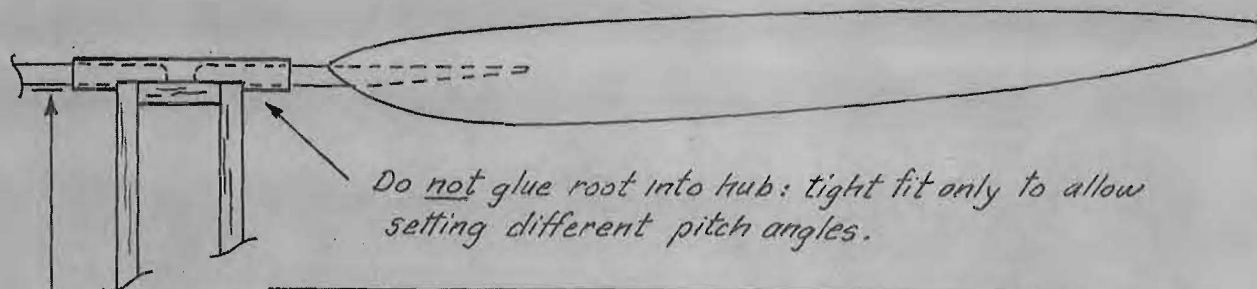 Do not glue root into hub: tight fit only to allow
setting different pitch angles.